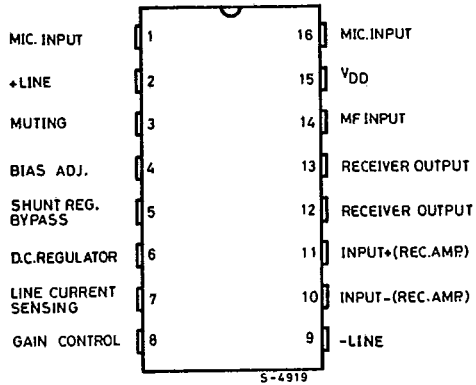 MIC. INPUT 1
+LINE 2
MUTING 3
BIAS ADJ. 4
SHUNT REG.
BYPASS 5
D.C.REGULATOR 6
LINE CURRENT
SENSING 7
GAIN CONTROL 8
16 MIC.INPUT
15 VDD
14 MF INPUT
13 RECEIVER OUTPUT
12 RECEIVER OUTPUT
11 INPUT+(REC.AMP.)
10 INPUT-(REC.AMP.)
9 -LINE
S-4919